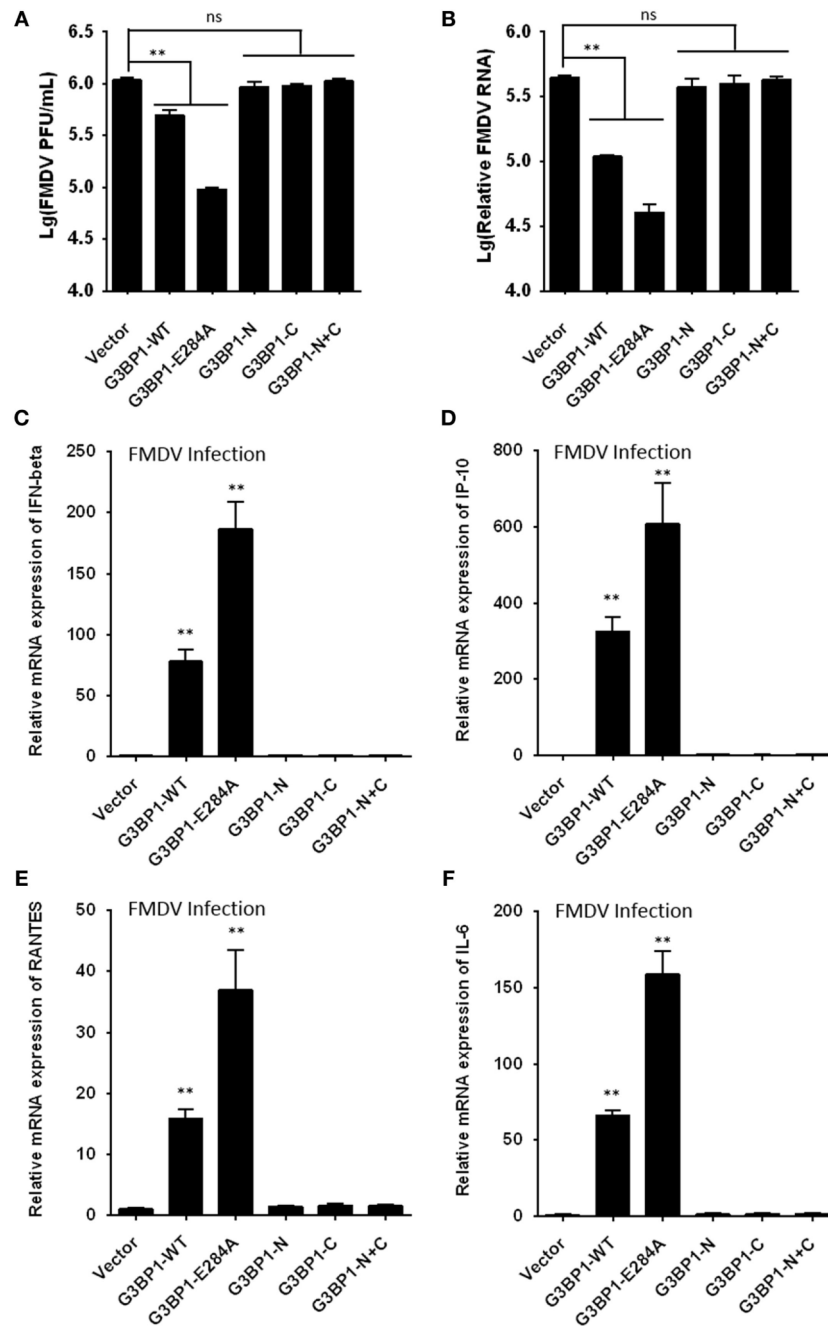 A
ns
**
Lg(FMDV PFU/mL)
6.5
6.0
5.5
5.0
4.5
4.0
Vector
G3BP1-WT
G3BP1-E284A
G3BP1-N
G3BP1-C
G3BP1-N+C
B
ns
**
Lg(Relative FMDV RNA)
6.0
5.5
5.0
4.5
4.0
Vector
G3BP1-WT
G3BP1-E284A
G3BP1-N
G3BP1-C
G3BP1-N+C
C
FMDV Infection
Relative mRNA expression of IFN-beta
250
200
150
100
50
0
**
**
Vector
G3BP1-WT
G3BP1-E284A
G3BP1-N
G3BP1-C
G3BP1-N+C
D
FMDV Infection
Relative mRNA expression of IP-10
800
600
400
200
0
**
**
Vector
G3BP1-WT
G3BP1-E284A
G3BP1-N
G3BP1-C
G3BP1-N+C
E
FMDV Infection
Relative mRNA expression of RANTES
50
40
30
20
10
0
**
**
Vector
G3BP1-WT
G3BP1-E284A
G3BP1-N
G3BP1-C
G3BP1-N+C
F
FMDV Infection
Relative mRNA expression of IL-6
200
150
100
50
0
**
**
Vector
G3BP1-WT
G3BP1-E284A
G3BP1-N
G3BP1-C
G3BP1-N+C